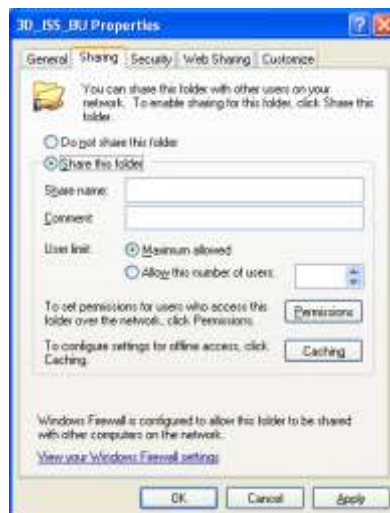 3D_ISS_BU Properties
General Sharing Security Web Sharing Customize
You can share this folder with other users on your
network. To enable sharing for this folder, click Share this
folder.
Do not share this folder
Share this folder
Share name:
Comment:
User limit: Maximum allowed
Allow this number of users:
To set permissions for users who access this
folder over the network, click Permissions.
Permissions
To configure settings for offline access, click
Caching.
Caching
Windows Firewall is configured to allow this folder to be shared
with other computers on the network.
View your Windows Firewall settings
OK Cancel Apply